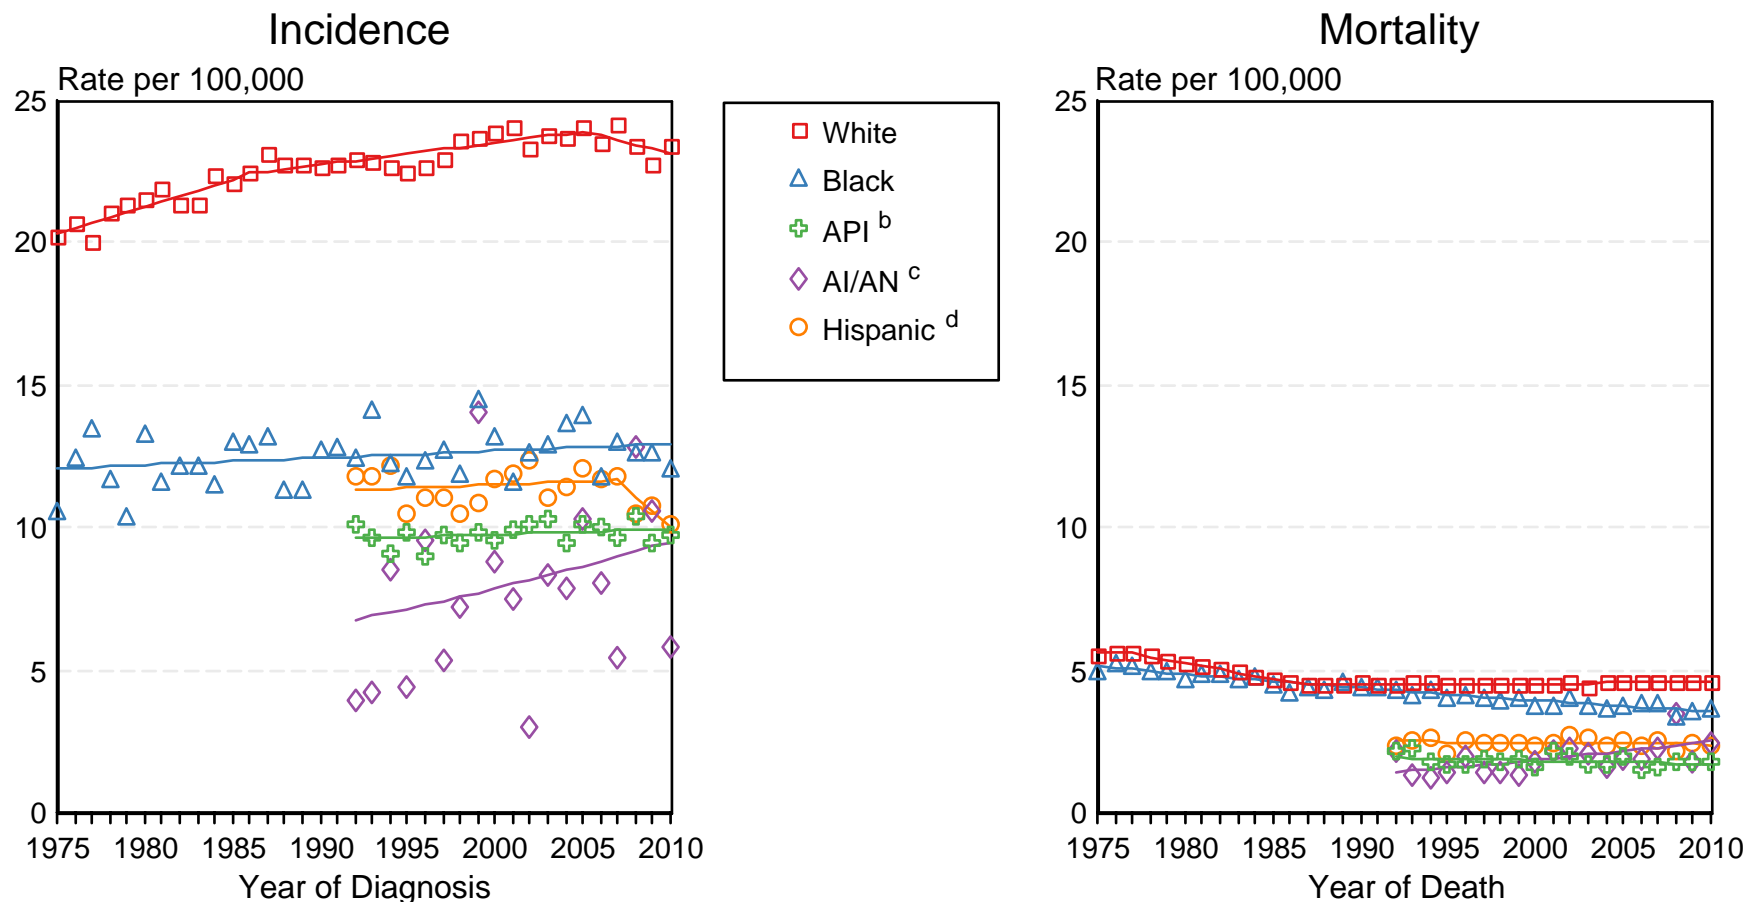 Incidence
Rate per 100,000
25
20
15
10
5
0
1975 1980 1985 1990 1995 2000 2005 2010
Year of Diagnosis
White
Black
API b
AI/AN c
Hispanic d
Mortality
Rate per 100,000
25
20
15
10
5
0
1975 1980 1985 1990 1995 2000 2005 2010
Year of Death